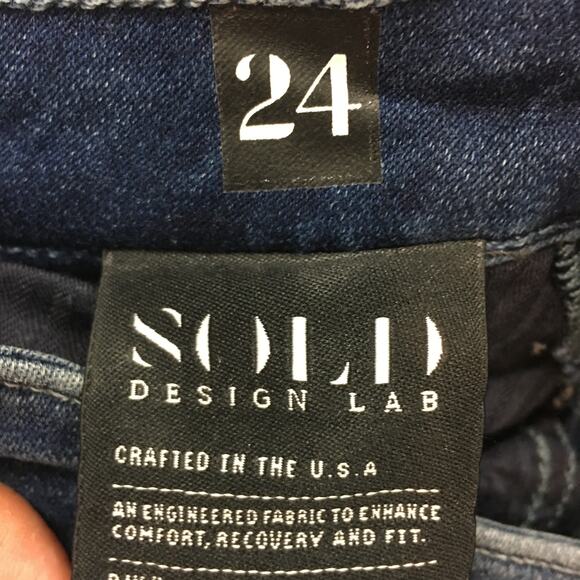 24
SOLD
DESIGN LAB
CRAFTED IN THE U.S.A
AN ENGINEERED FABRIC TO ENHANCE
COMFORT, RECOVERY AND FIT.